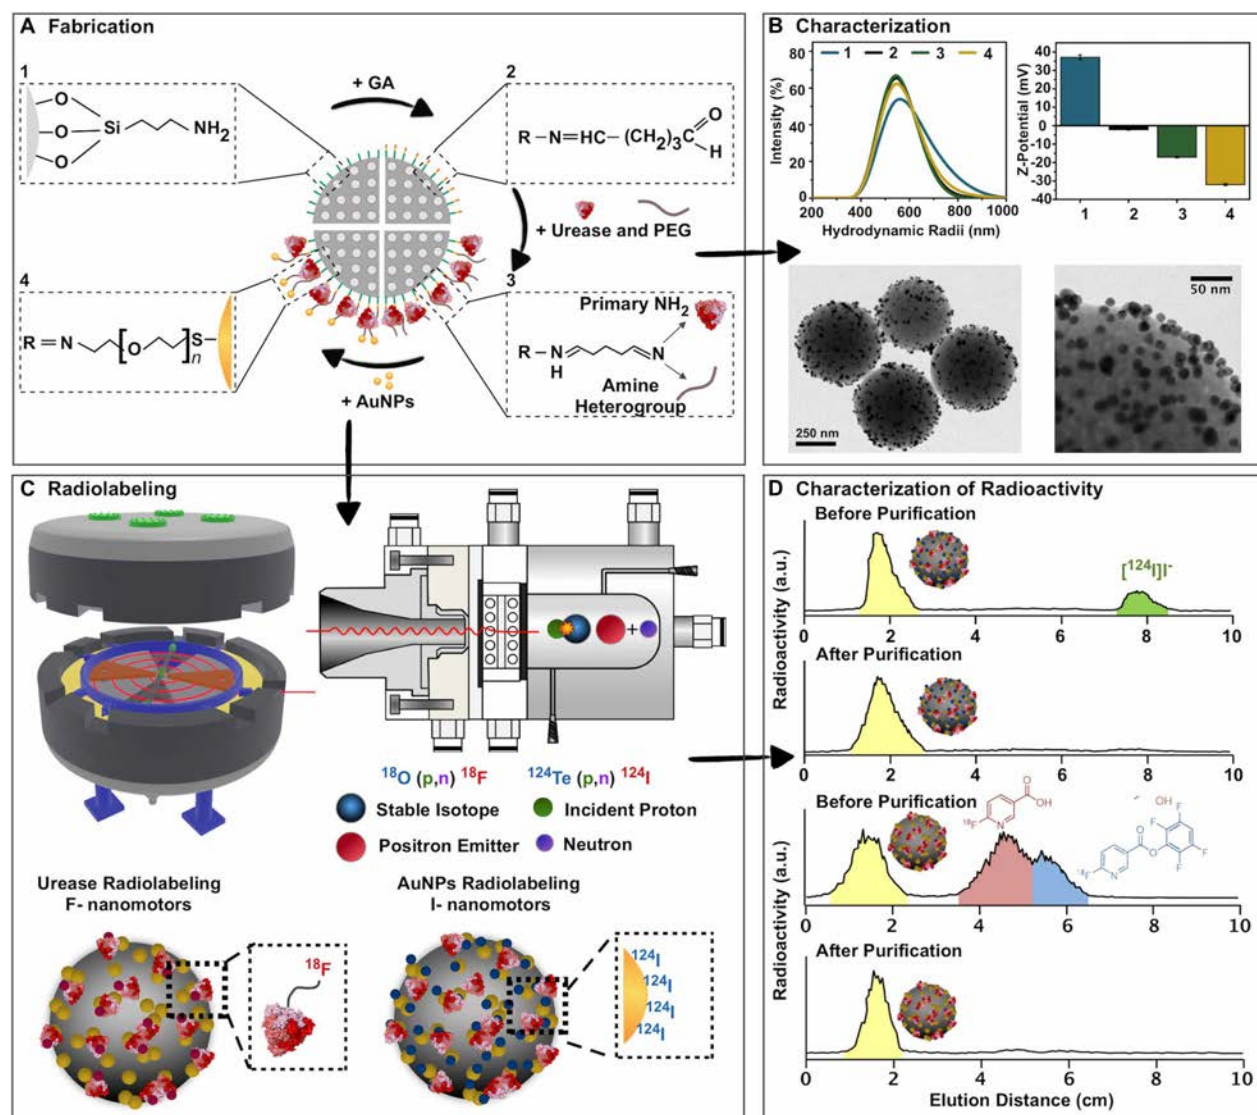 A Fabrication
1
O
O
O
Si
NH2
+ GA
2
R—N=HC—(CH2)3C
O
H
+ Urease and PEG
4
R=N
O
S
n
+ AuNPs
3
Primary NH2
R—N
H
N
Amine
Heterogroup
B Characterization
Intensity (%)
80
60
40
20
0
1 2 3 4
200 400 600 800 1000
Hydrodynamic Radii (nm)
Z-Potential (mV)
40
30
20
10
0
-10
-20
-30
-40
1 2 3 4
250 nm
50 nm
C Radiolabeling
18O (p,n) 18F
124Te (p,n) 124I
Stable Isotope
Incident Proton
Positron Emitter
Neutron
Urease Radiolabeling
F- nanomotors
18F
AuNPs Radiolabeling
I- nanomotors
124I
124I
124I
124I
D Characterization of Radioactivity
Radioactivity (a.u.)
Before Purification
[124I]I-
0 2 4 6 8 10
After Purification
0 2 4 6 8 10
Radioactivity (a.u.)
Before Purification
O
OH
18F
N
OH
O
O
F
F
F
F
18F
N
0 2 4 6 8 10
After Purification
0 2 4 6 8 10
Elution Distance (cm)